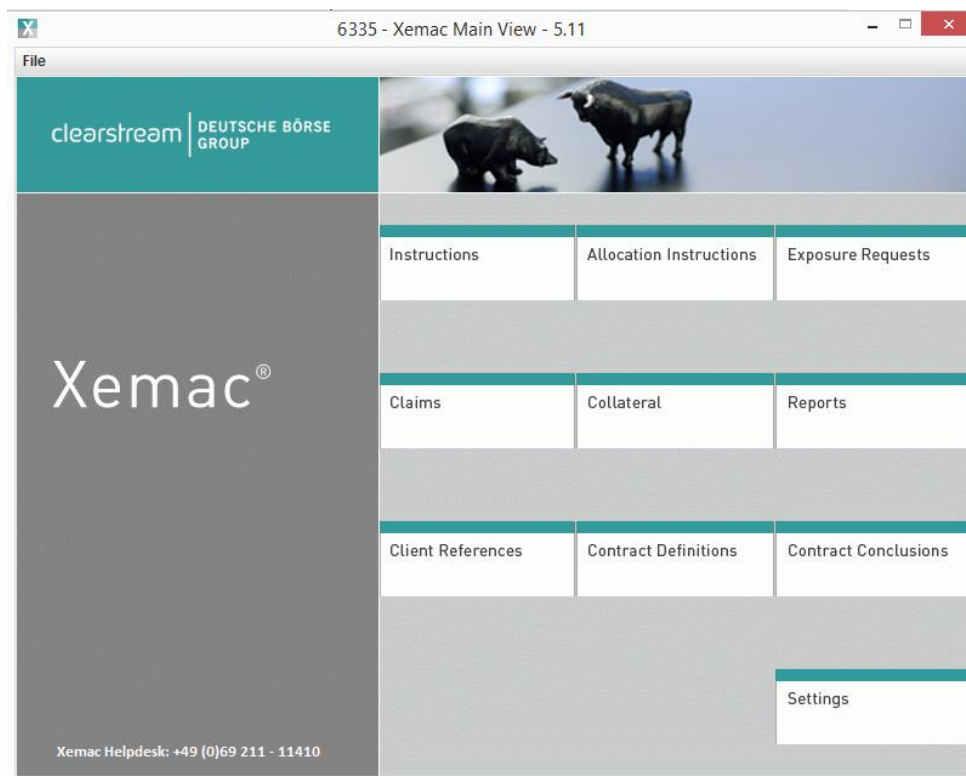 6335 - Xemac Main View - 5.11
File
clearstream DEUTSCHE BÖRSE
GROUP
Instructions
Allocation Instructions
Exposure Requests
Xemac®
Claims
Collateral
Reports
Client References
Contract Definitions
Contract Conclusions
Settings
Xemac Helpdesk: +49 (0)69 211 - 11410